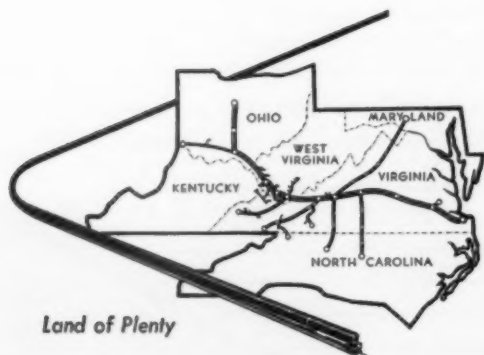 OHIO
MARYLAND
WEST
VIRGINIA
KENTUCKY
VIRGINIA
NORTH CAROLINA
Land of Plenty